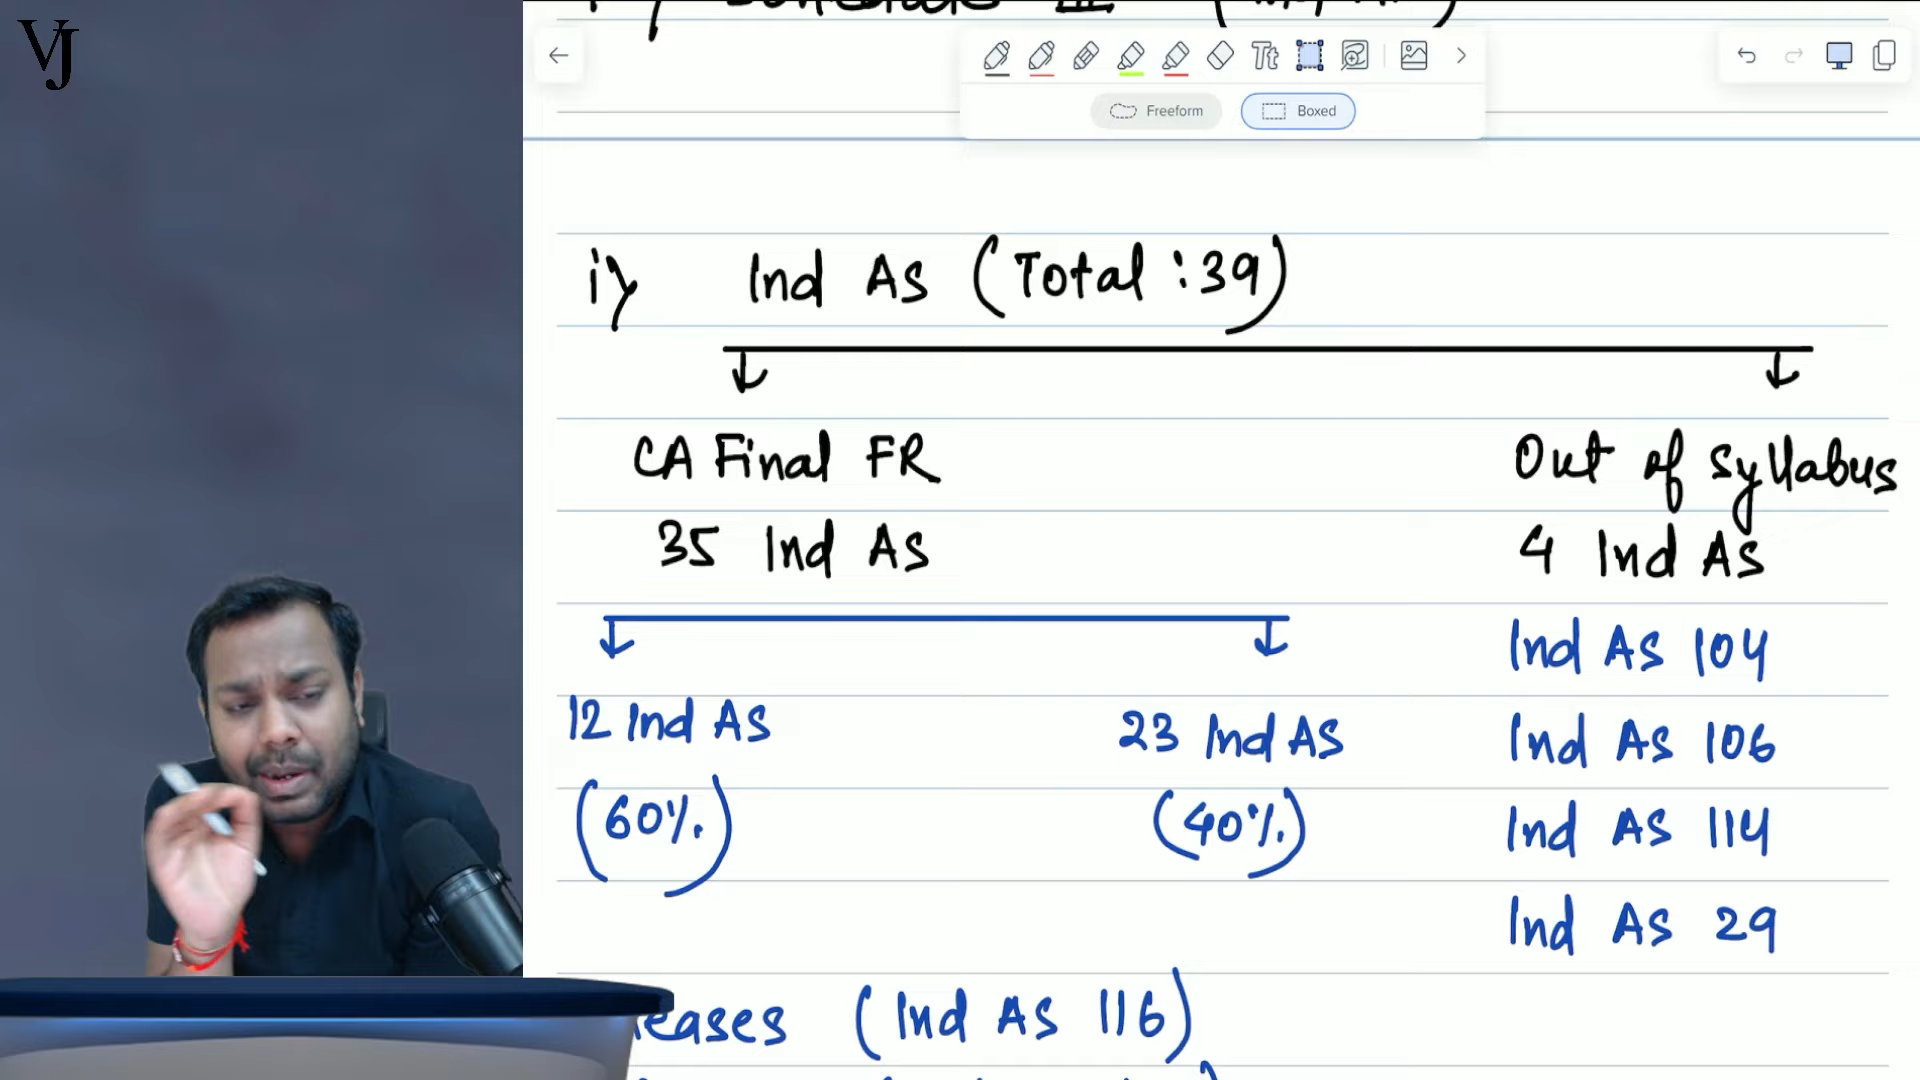 VJ
Freeform
Boxed
i) Ind AS (Total : 39)
CA Final FR
35 Ind AS
12 Ind AS
(60%)
23 Ind AS
(40%)
Out of syllabus
4 Ind AS
Ind AS 104
Ind AS 106
Ind AS 114
Ind AS 29
(Ind AS 116)